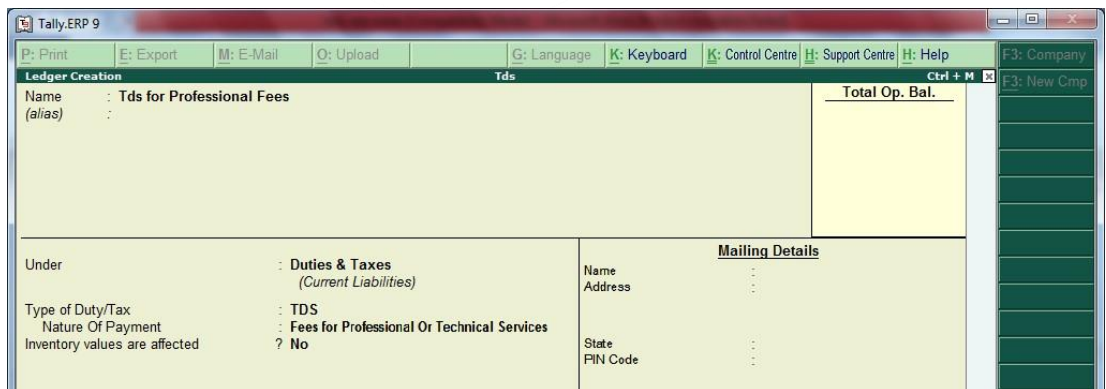 Tally.ERP 9
P: Print E: Export M: E-Mail O: Upload G: Language K: Keyboard K: Control Centre H: Support Centre H: Help F3: Company
Ledger Creation Tds Ctrl + M
F3: New Cmp
Name : Tds for Professional Fees Total Op. Bal.
(alias) :
Mailing Details
Under : Duties & Taxes
(Current Liabilities)
Name :
Address :
Type of Duty/Tax : TDS
Nature Of Payment : Fees for Professional Or Technical Services
Inventory values are affected ? No
State :
PIN Code :